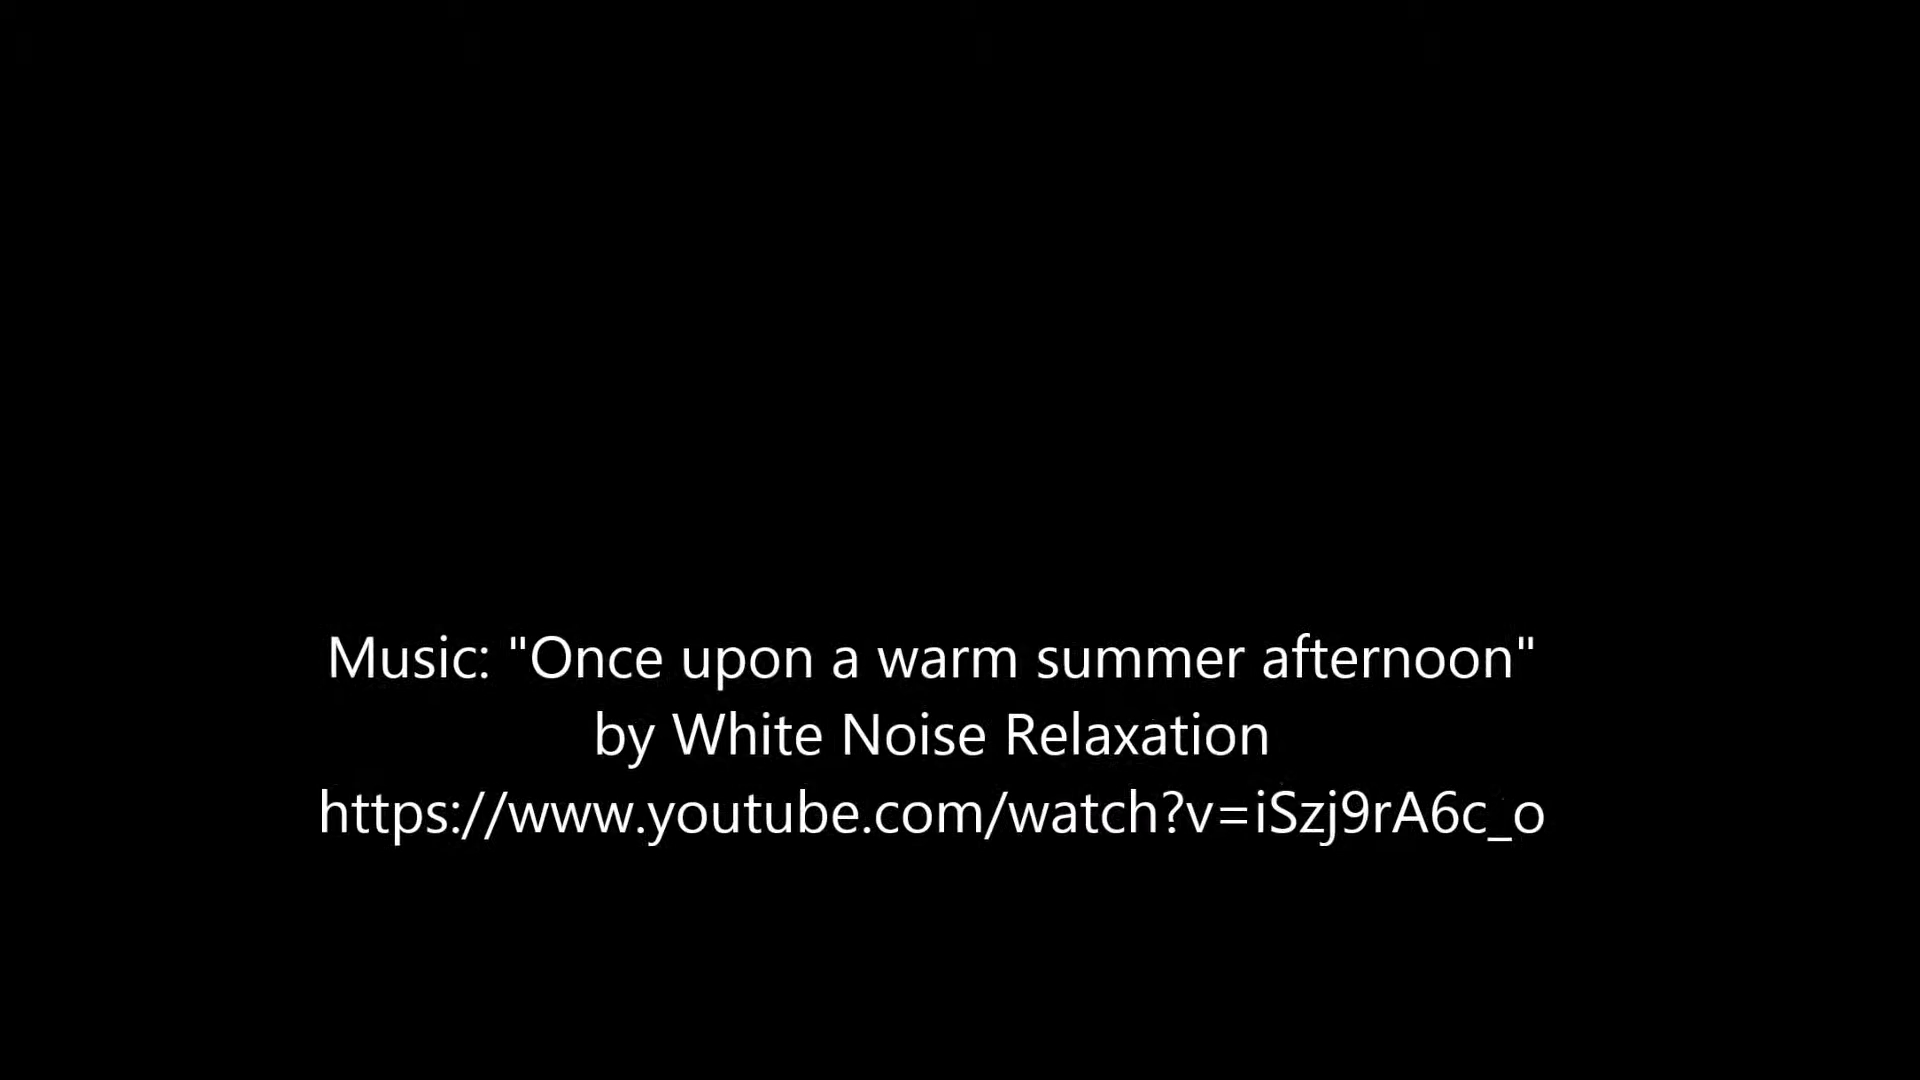 Music: "Once upon a warm summer afternoon"
by White Noise Relaxation
https://www.youtube.com/watch?v=iSzj9rA6c_o